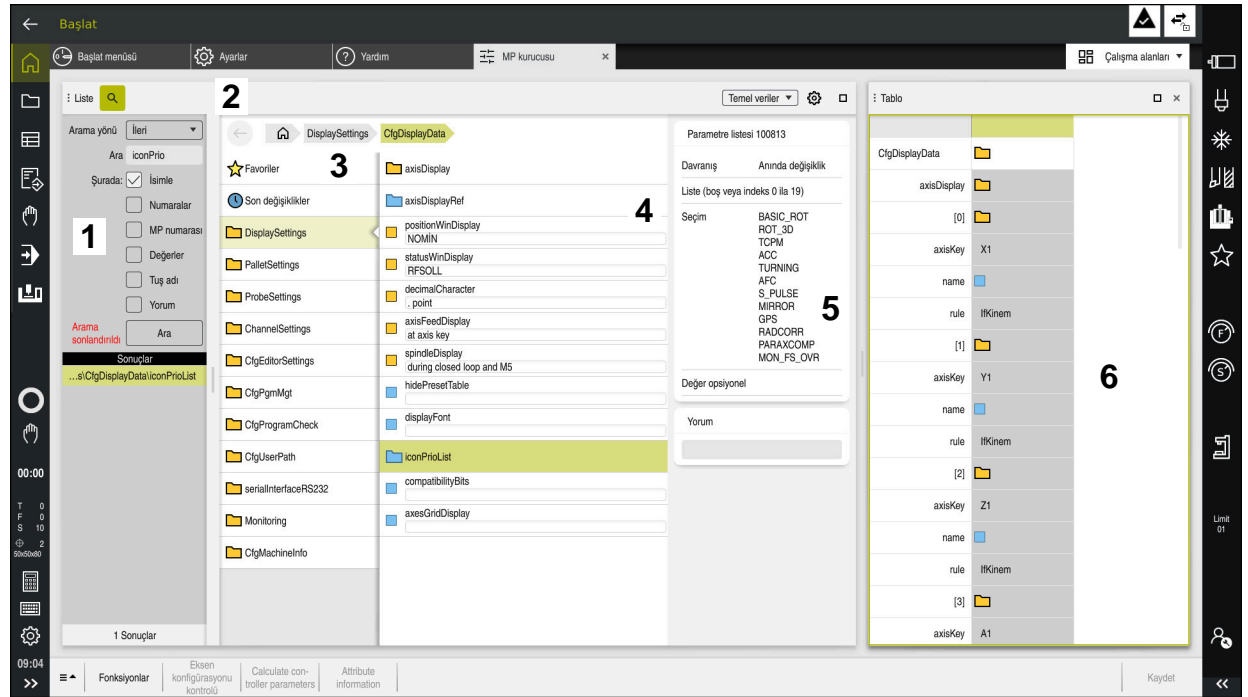 Başlat
Başlat menüsü
Ayarlar
Yardım
MP kurucusu
Çalışma alanları
Liste
2
Temel veriler
Tablo
Arama yönü
İleri
Ara
iconPrio
Şurada:
İsimle
Numaralar
MP numarası
Değerler
Tuş adı
Yorum
1
Arama
sonlandırıldı
Ara
Sonuçlar
...s\CfgDisplayData\iconPrioList
1 Sonuçlar
DisplaySettings
CfgDisplayData
3
Favoriler
Son değişiklikler
DisplaySettings
PalletSettings
ProbeSettings
ChannelSettings
CfgEditorSettings
CfgPgmMgt
CfgProgramCheck
CfgUserPath
serialInterfaceRS232
Monitoring
CfgMachineInfo
axisDisplay
axisDisplayRef
4
positionWinDisplay
NOMİN
statusWinDisplay
RFSOLL
decimalCharacter
. point
axisFeedDisplay
at axis key
spindleDisplay
during closed loop and M5
hidePresetTable
displayFont
iconPrioList
compatibilityBits
axesGridDisplay
Parametre listesi 100813
Davranış
Anında değişiklik
Liste (boş veya indeks 0 ila 19)
Seçim
BASIC_ROT
ROT_3D
TCPM
ACC
TURNING
AFC
S_PULSE
MIRROR
GPS
RADCORR
PARAXCOMP
MON_FS_OVR
5
Değer opsiyonel
Yorum
CfgDisplayData
axisDisplay
[0]
axisKey X1
name
rule IfKinem
[1]
axisKey Y1
name
rule IfKinem
[2]
axisKey Z1
name
rule IfKinem
[3]
axisKey A1
6
00:00
T 0
F 0
S 10
2
50x50x80
09:04
F
S
Limit
01
Fonksiyonlar
Eksen
konfigürasyonu
kontrolü
Calculate con-
troller parameters
Attribute
information
Kaydet